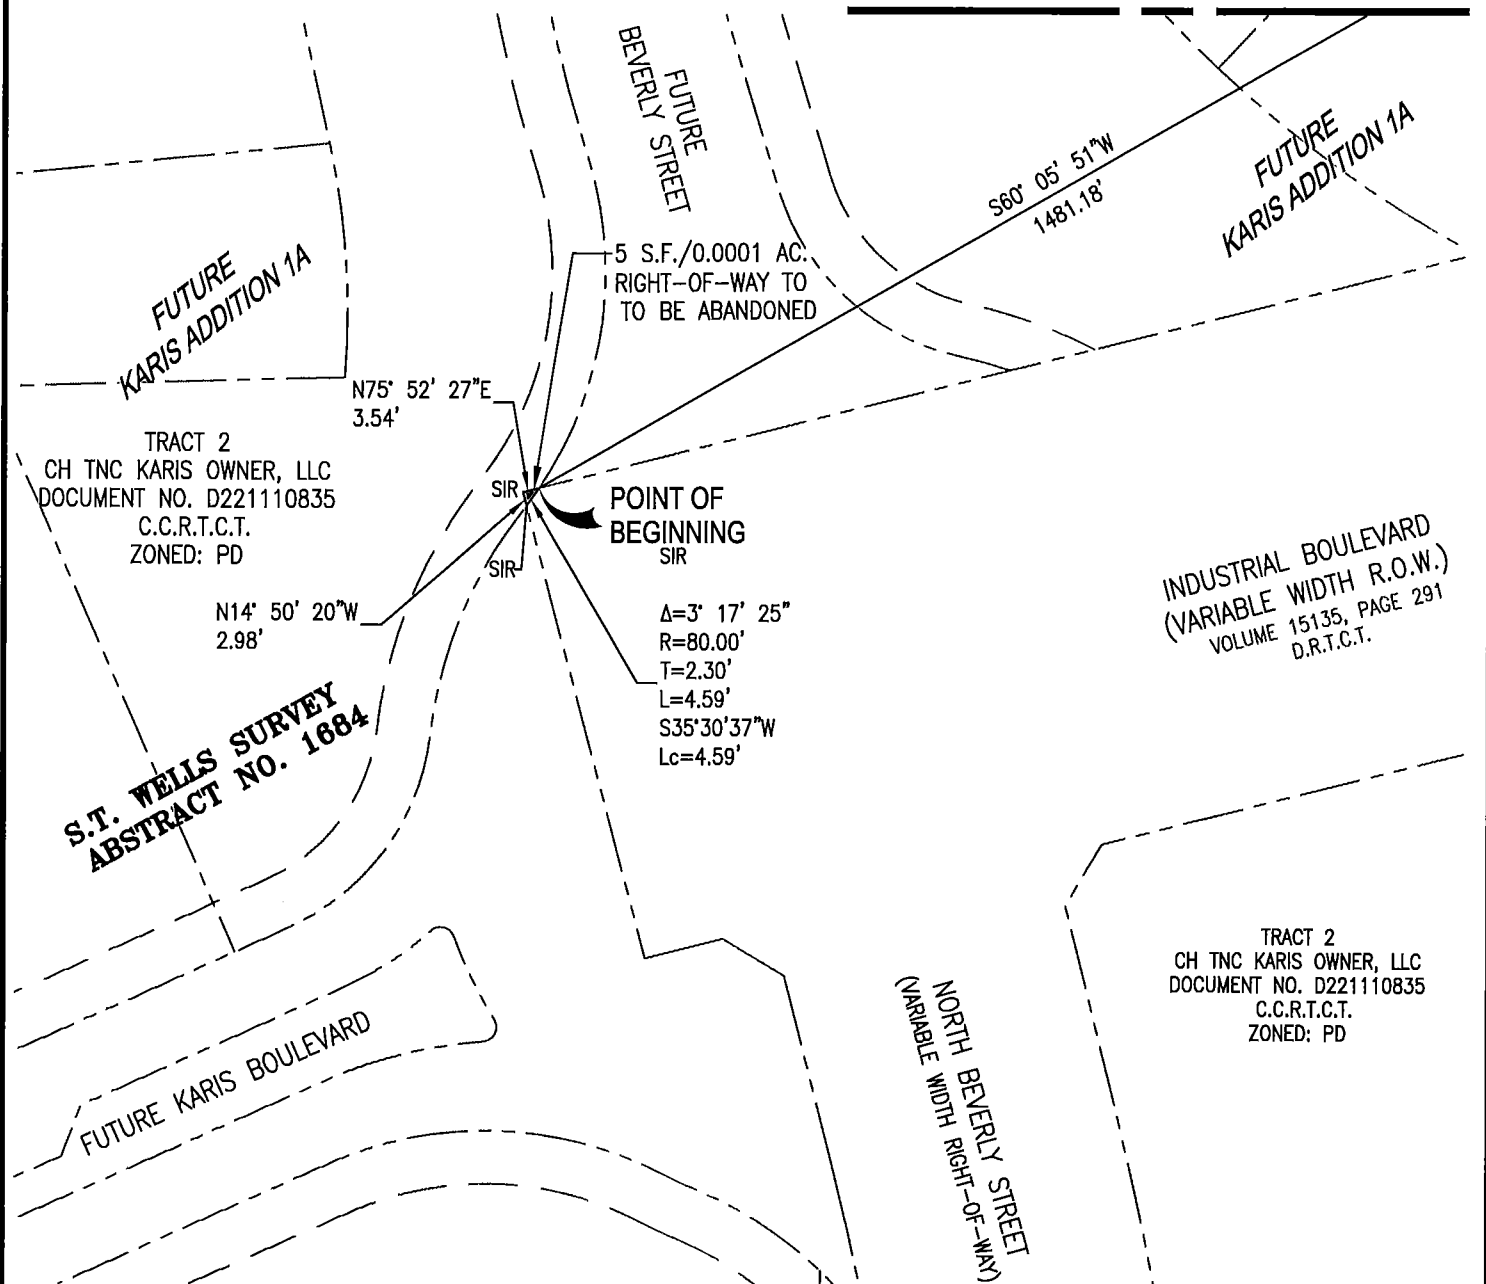 FUTURE
BEVERLY STREET
S60° 05' 51"W
1481.18'
FUTURE
KARIS ADDITION 1A
FUTURE
KARIS ADDITION 1A
5 S.F./0.0001 AC.
RIGHT-OF-WAY TO
TO BE ABANDONED
N75° 52' 27"E
3.54'
TRACT 2
CH TNC KARIS OWNER, LLC
DOCUMENT NO. D221110835
C.C.R.T.C.T.
ZONED: PD
SIR
POINT OF
BEGINNING
SIR
SIR
N14° 50' 20"W
2.98'
Δ=3° 17' 25"
R=80.00'
T=2.30'
L=4.59'
S35°30'37"W
Lc=4.59'
INDUSTRIAL BOULEVARD
(VARIABLE WIDTH R.O.W.)
VOLUME 15135, PAGE 291
D.R.T.C.T.
S.T. WELLS SURVEY
ABSTRACT NO. 1684
TRACT 2
CH TNC KARIS OWNER, LLC
DOCUMENT NO. D221110835
C.C.R.T.C.T.
ZONED: PD
FUTURE KARIS BOULEVARD
NORTH BEVERLY STREET
(VARIABLE WIDTH RIGHT-OF-WAY)